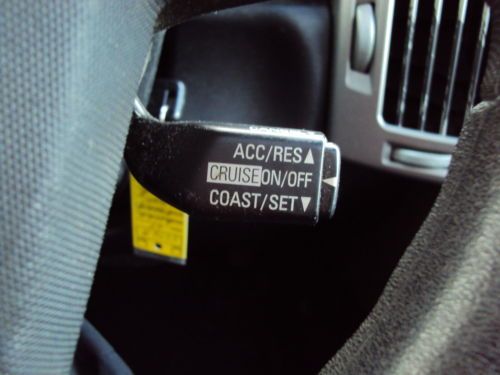 ACC/RES▲
CRUISE ON/OFF
COAST/SET▼